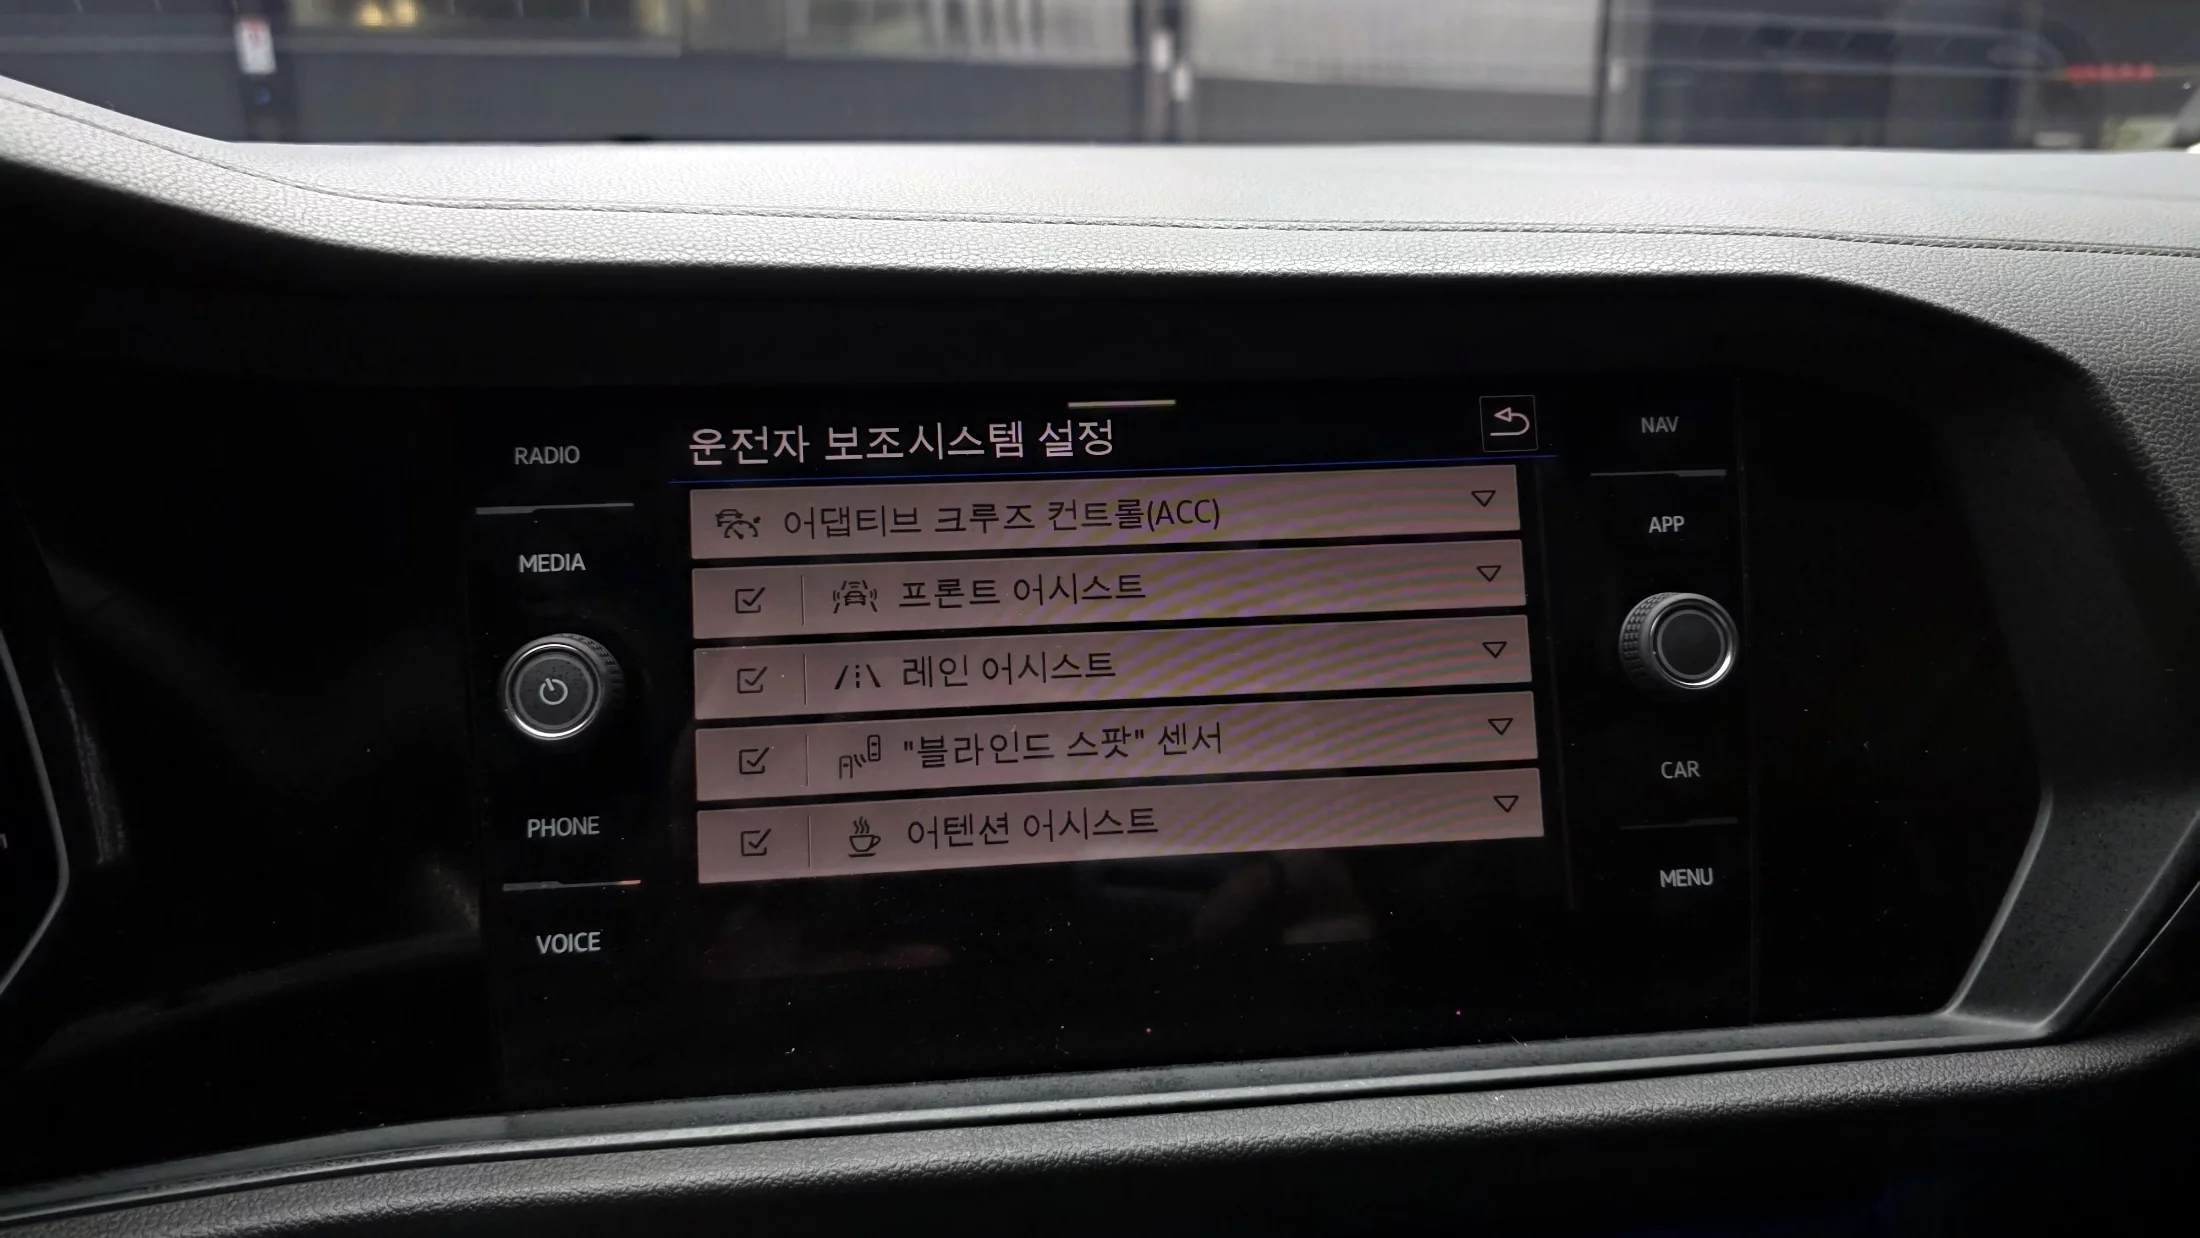 운전자 보조시스템 설정
어댑티브 크루즈 컨트롤(ACC)
프론트 어시스트
레인 어시스트
"블라인드 스팟" 센서
어텐션 어시스트
RADIO
MEDIA
PHONE
VOICE
NAV
APP
CAR
MENU